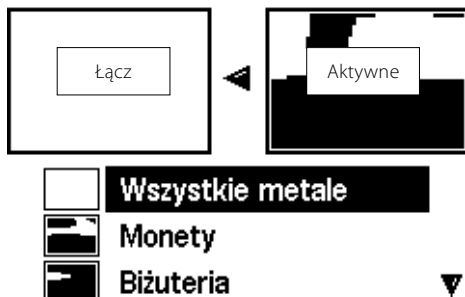 Łącz
Aktywne
Wszystkie metale
Monety
Biżuteria